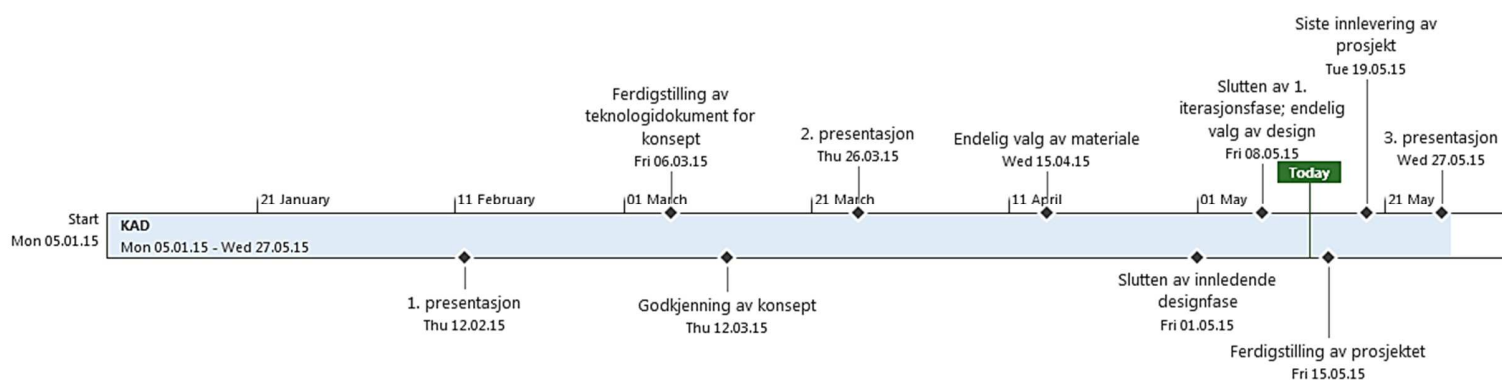 Siste innlevering av
prosjekt
Tue 19.05.15
Slutten av 1.
iterasjonsfase; endelig
valg av design
Fri 08.05.15
Ferdigstilling av
teknologidokument for
konsept
Fri 06.03.15
2. presentasjon
Thu 26.03.15
Endelig valg av materiale
Wed 15.04.15
3. presentasjon
Wed 27.05.15
Today
21 January
11 February
01 March
21 March
11 April
01 May
21 May
Start
Mon 05.01.15
KAD
Mon 05.01.15 - Wed 27.05.15
1. presentasjon
Thu 12.02.15
Godkjenning av konsept
Thu 12.03.15
Slutten av innledende
designfase
Fri 01.05.15
Ferdigstilling av prosjektet
Fri 15.05.15